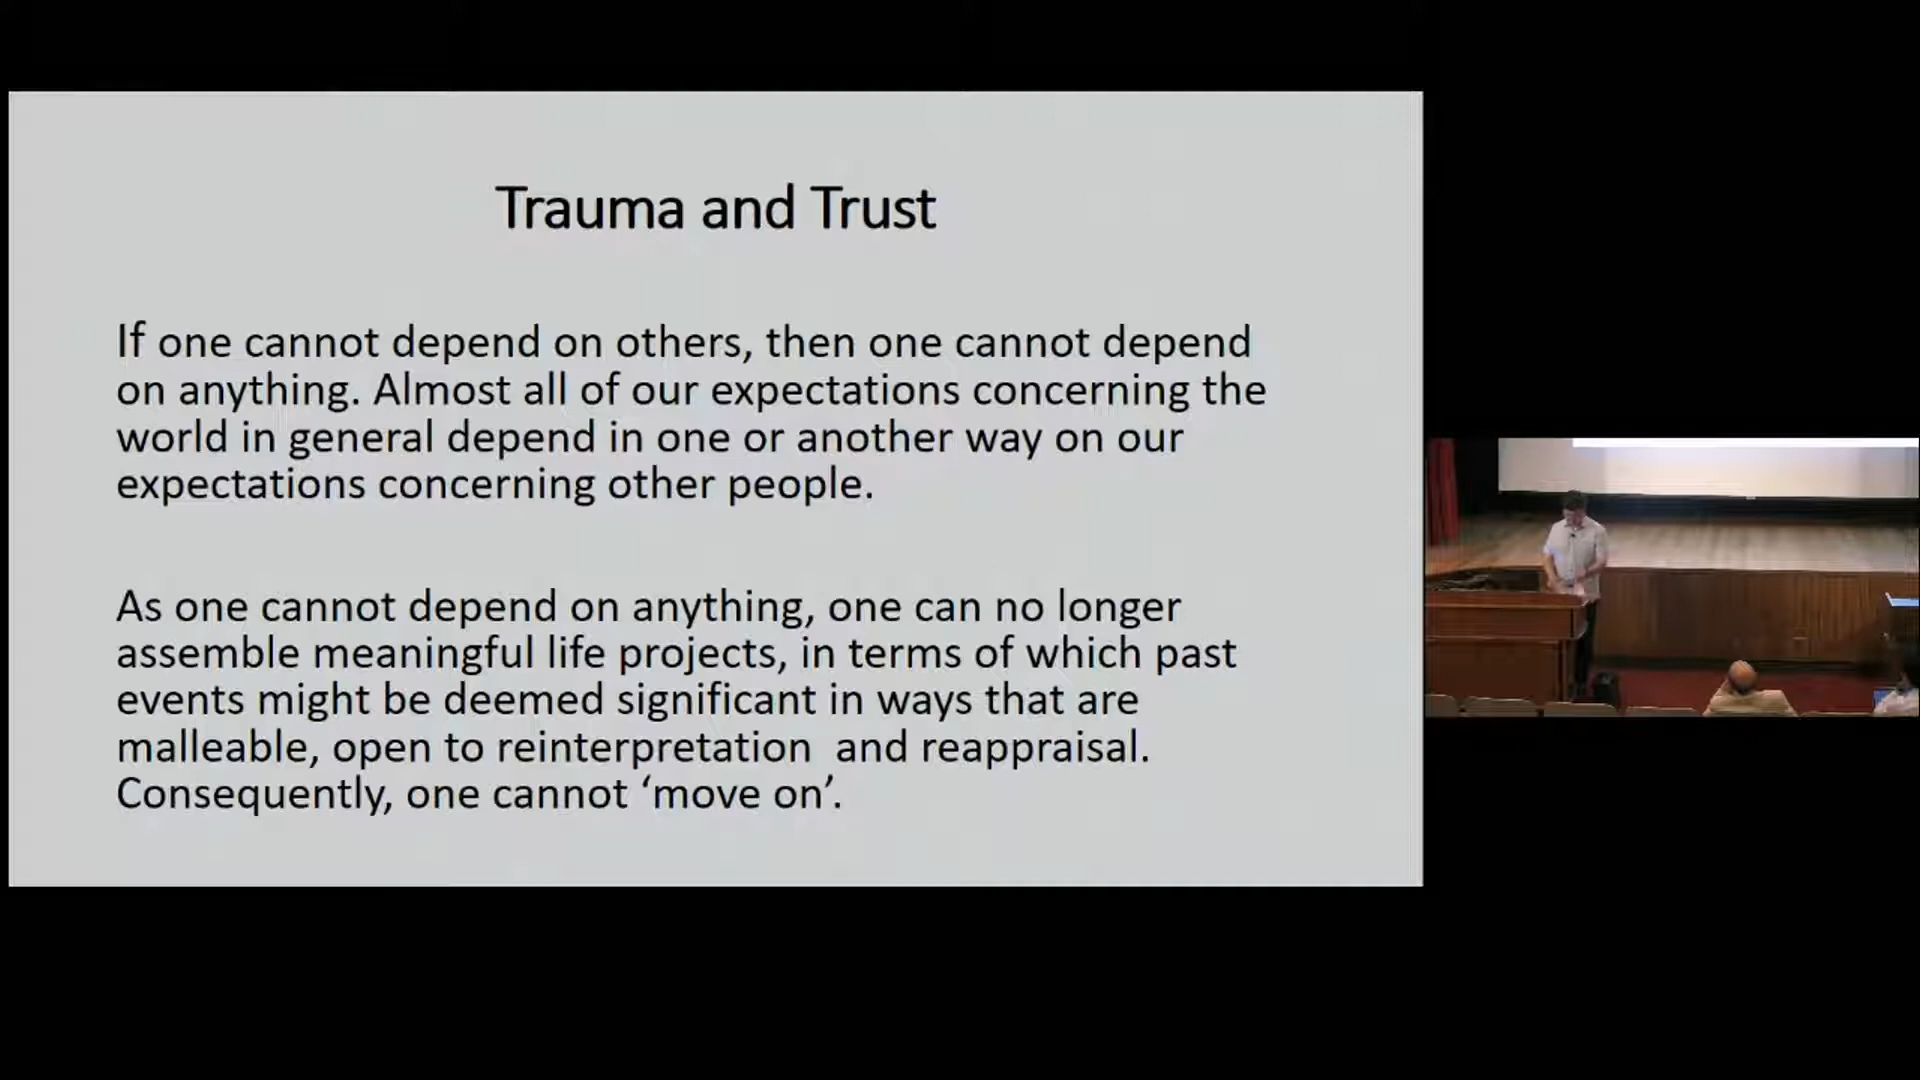 Trauma and Trust
If one cannot depend on others, then one cannot depend
on anything. Almost all of our expectations concerning the
world in general depend in one or another way on our
expectations concerning other people.
As one cannot depend on anything, one can no longer
assemble meaningful life projects, in terms of which past
events might be deemed significant in ways that are
malleable, open to reinterpretation  and reappraisal.
Consequently, one cannot ‘move on’.